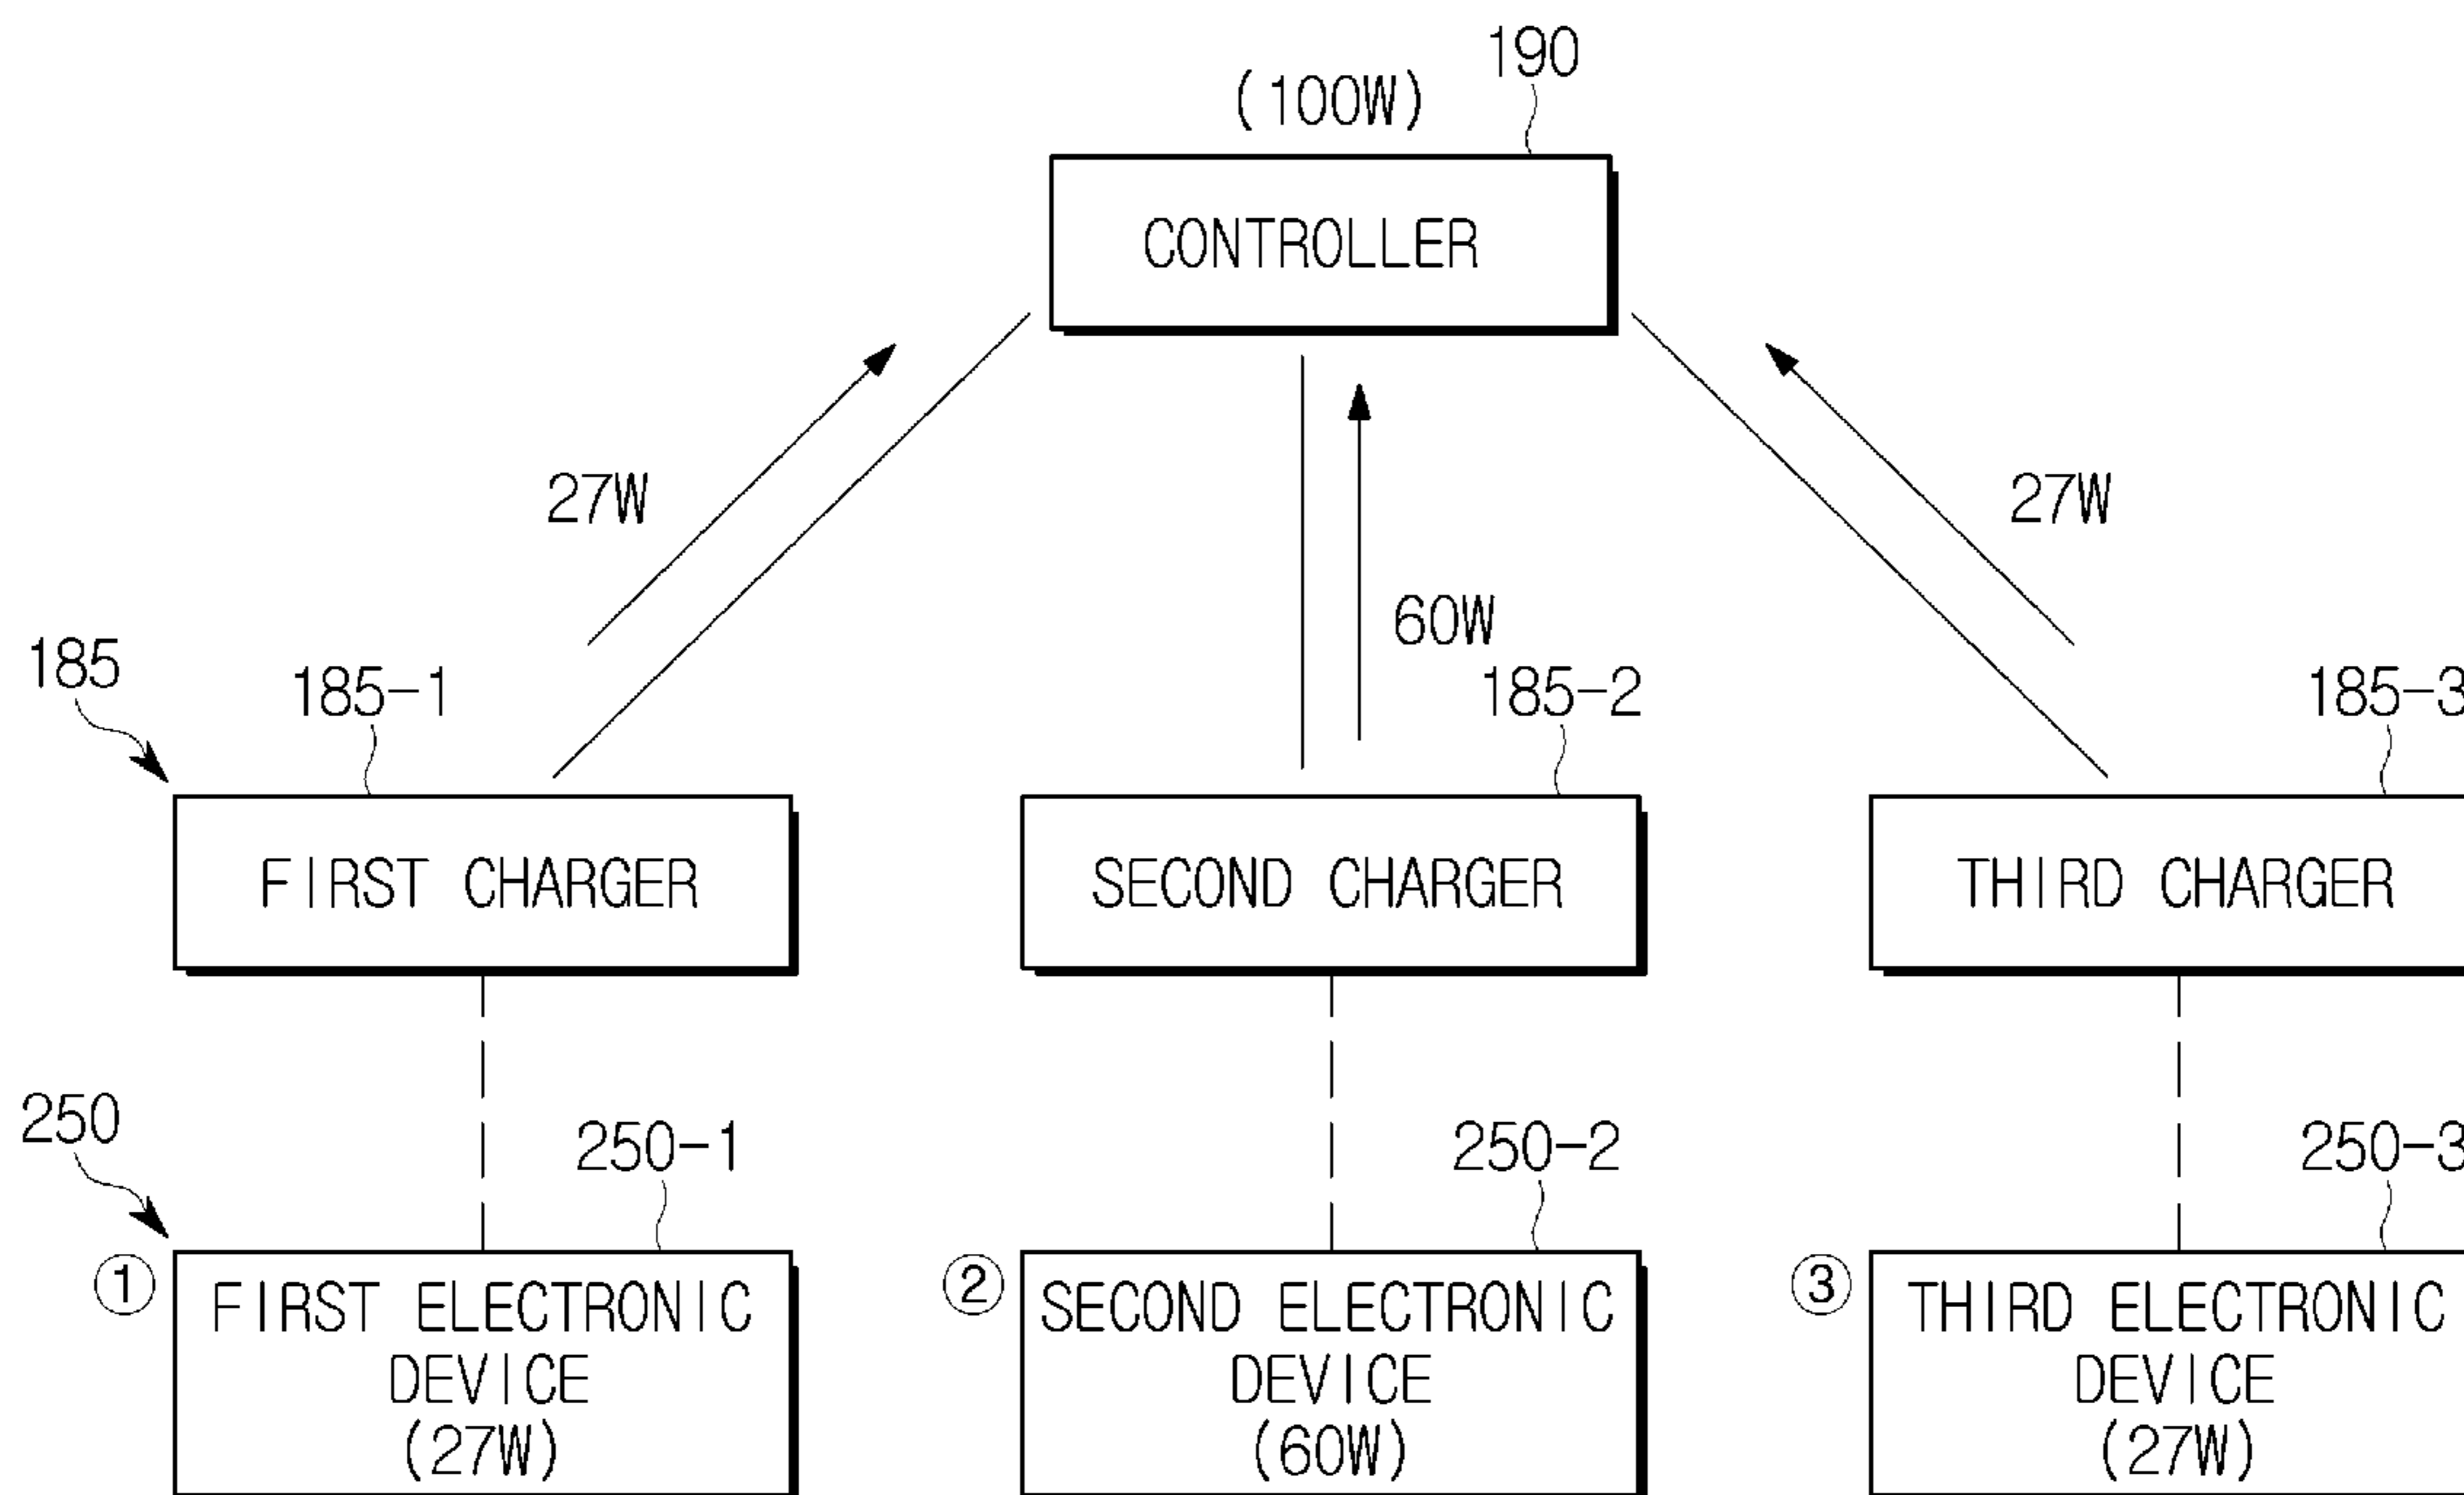 190
(100W)
CONTROLLER
27W
27W
60W
185
185-1
185-2
185-3
FIRST CHARGER
SECOND CHARGER
THIRD CHARGER
250
250-1
250-2
250-3
①
FIRST ELECTRONIC
DEVICE
(27W)
②
SECOND ELECTRONIC
DEVICE
(60W)
③
THIRD ELECTRONIC
DEVICE
(27W)